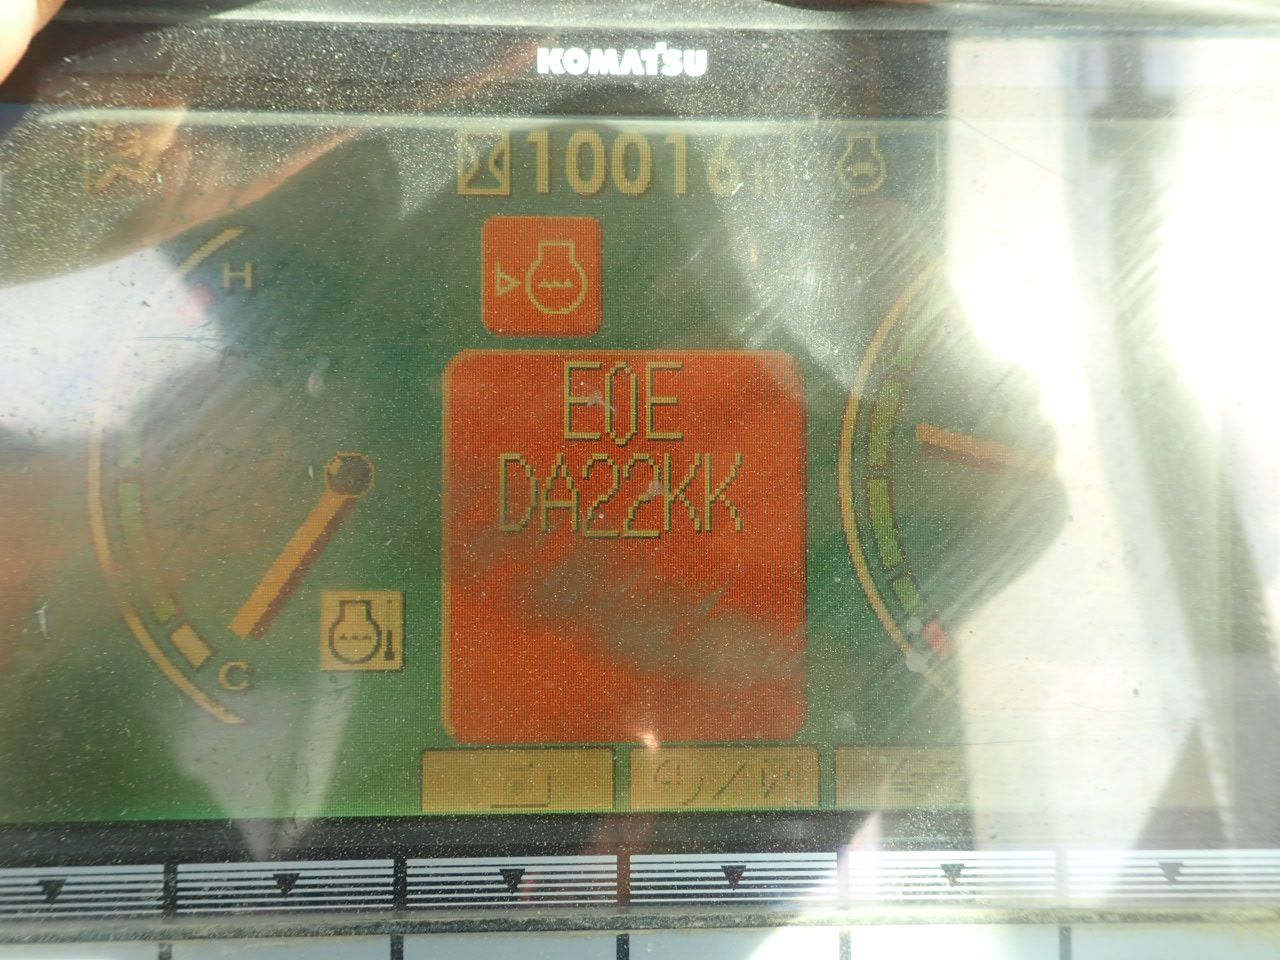 KOMATSU
10016
H
E0E
DA22KK
C